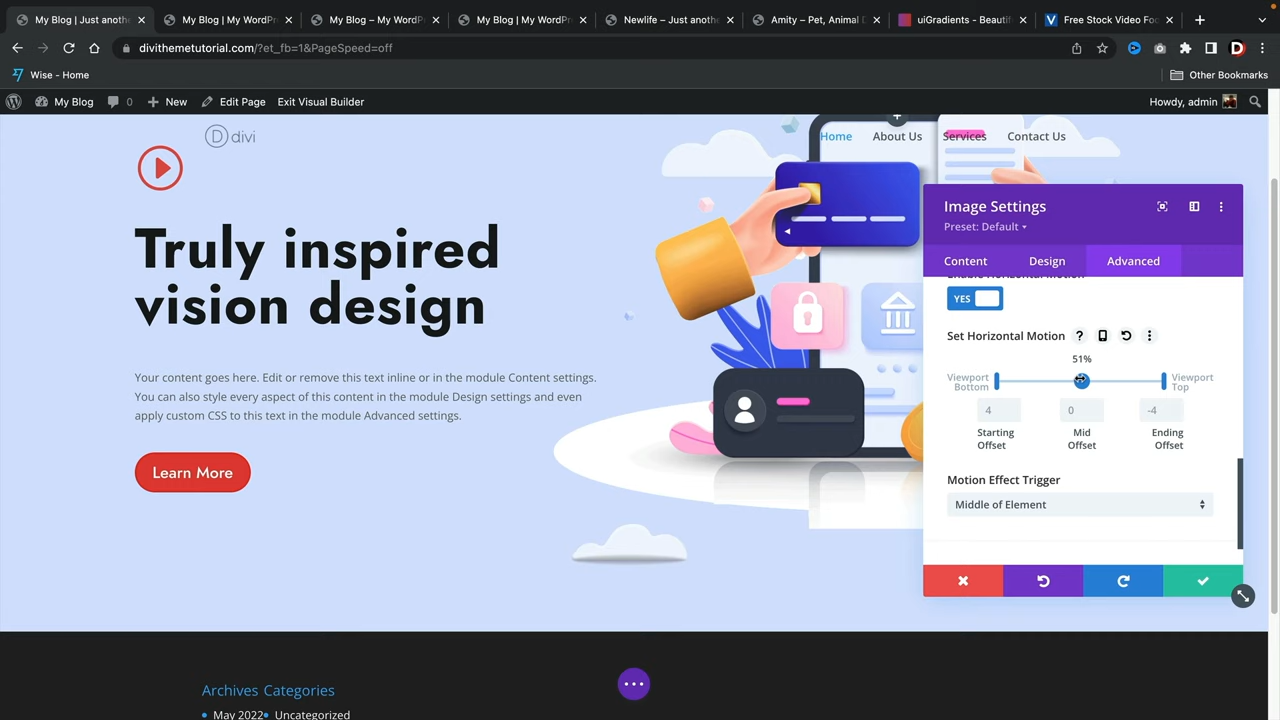 My Blog | Just anoth
My Blog | My WordPre
My Blog – My WordP
My Blog | My WordPr
Newlife – Just anoth
Amity – Pet, Animal D
uiGradients - Beautif
Free Stock Video Foo
divithemetutorial.com/?et_fb=1&PageSpeed=off
Wise - Home
Other Bookmarks
My Blog
0
New
Edit Page
Exit Visual Builder
Howdy, admin
D divi
Home
About Us
Services
Contact Us
Truly inspired
vision design
Your content goes here. Edit or remove this text inline or in the module Content settings.
You can also style every aspect of this content in the module Design settings and even
apply custom CSS to this text in the module Advanced settings.
Learn More
Image Settings
Preset: Default
Content
Design
Advanced
Enable Horizontal Motion
YES
Set Horizontal Motion
?
51%
Viewport
Bottom
Viewport
Top
4
0
-4
Starting
Offset
Mid
Offset
Ending
Offset
Motion Effect Trigger
Middle of Element
Archives
Categories
May 2022
Uncategorized